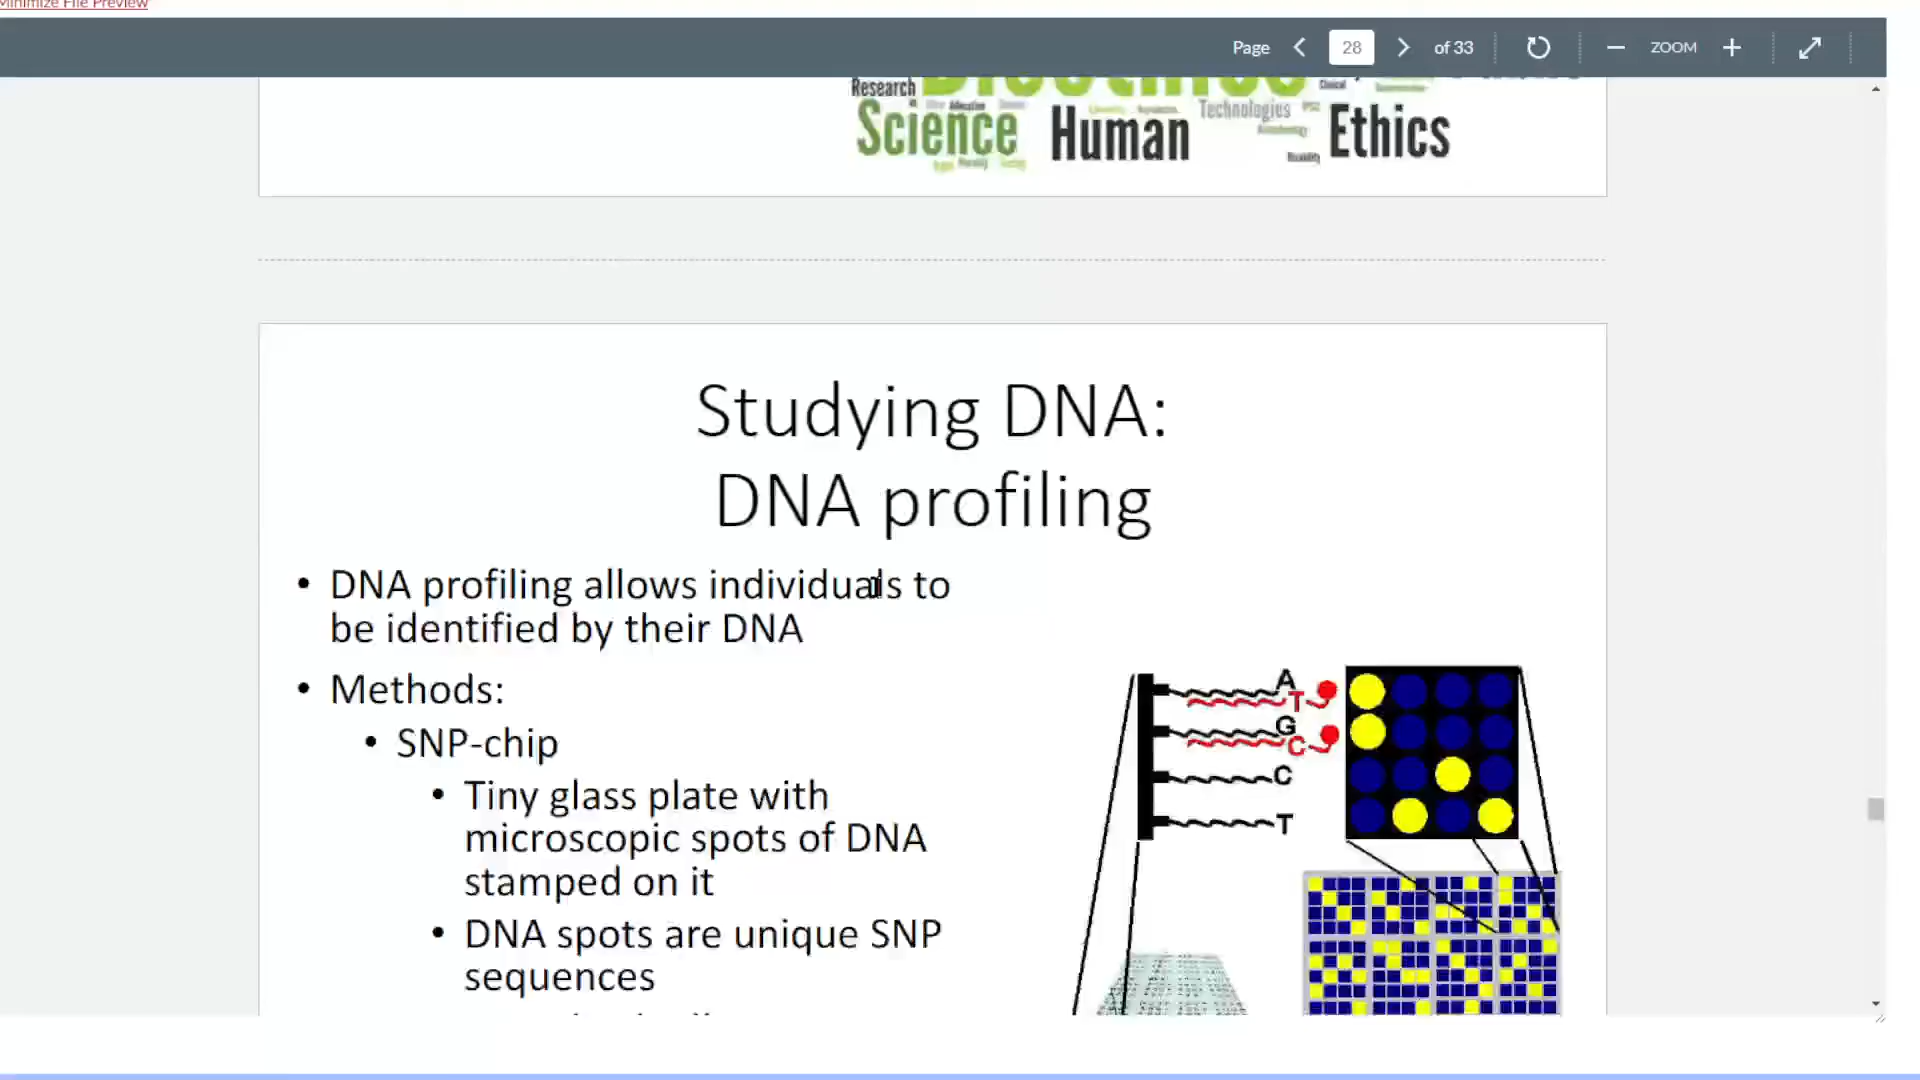 Minimize File Preview
Page 28 of 33 ZOOM
Research
Science Human Technologies Ethics
Studying DNA:
DNA profiling
• DNA profiling allows individuals to
be identified by their DNA
• Methods:
• SNP-chip
• Tiny glass plate with
microscopic spots of DNA
stamped on it
• DNA spots are unique SNP
sequences
A
T
G
C
C
T